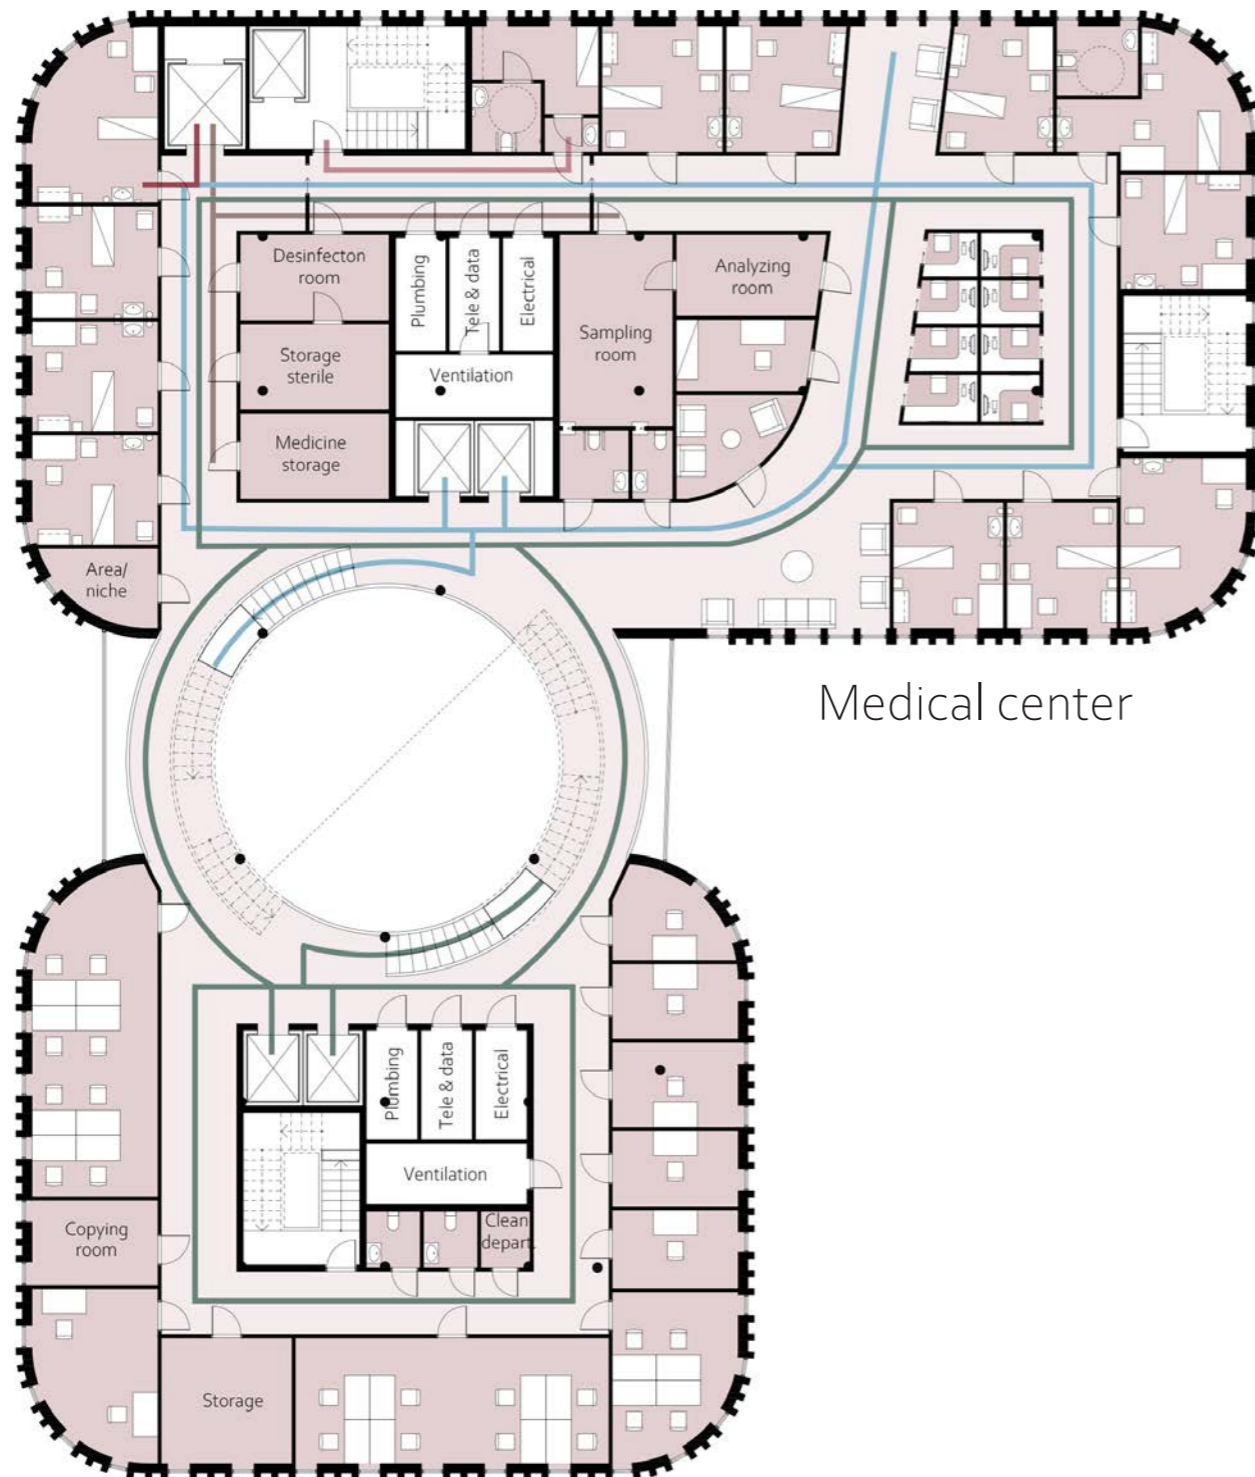 Desinfecton
room
Plumbing
Tele & data
Electrical
Analyzing
room
Sampling
room
Storage
sterile
Ventilation
Medicine
storage
Area/
niche
Medical center
Plumbing
Tele & data
Electrical
Ventilation
Clean
depart.
Copying
room
Storage